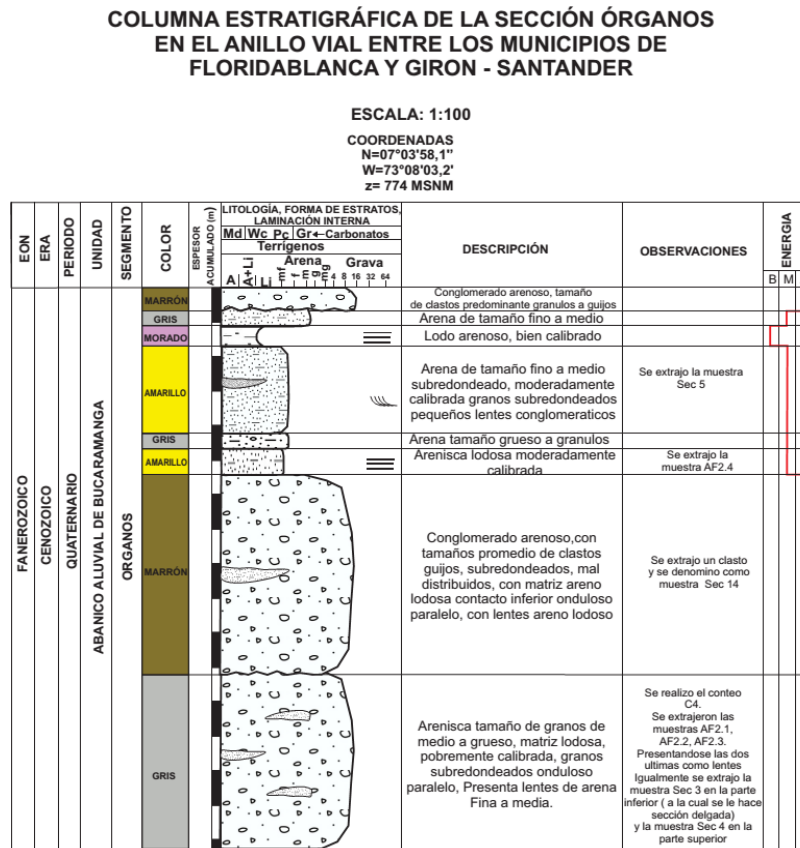 COLUMNA ESTRATIGRÁFICA DE LA SECCIÓN ÓRGANOS
EN EL ANILLO VIAL ENTRE LOS MUNICIPIOS DE
FLORIDABLANCA Y GIRON - SANTANDER
ESCALA: 1:100
COORDENADAS
N=07°03'58,1"
W=73°08'03,2'
z= 774 MSNM
EON
ERA
PERIODO
UNIDAD
SEGMENTO
COLOR
ESPESOR
ACUMULADO (m)
LITOLOGÍA, FORMA DE ESTRATOS,
LAMINACIÓN INTERNA
Md Wc Pc Gr Carbonatos
Terrígenos
Arena Grava
A A+Li Li mf f m g mg 4 8 16 32 64
DESCRIPCIÓN
OBSERVACIONES
ENERGIA
B M
FANEROZOICO
CENOZOICO
QUATERNARIO
ABANICO ALUVIAL DE BUCARAMANGA
ORGANOS
MARRÓN
Conglomerado arenoso, tamaño
de clastos predominante granulos a guijos
GRIS
Arena de tamaño fino a medio
MORADO
Lodo arenoso, bien calibrado
AMARILLO
Arena de tamaño fino a medio
subredondeado, moderadamente
calibrada granos subredondeados
pequeños lentes conglomeraticos
Se extrajo la muestra
Sec 5
GRIS
Arena tamaño grueso a granulos
AMARILLO
Arenisca lodosa moderadamente
calibrada
Se extrajo la
muestra AF2.4
MARRÓN
Conglomerado arenoso,con
tamaños promedio de clastos
guijos, subredondeados, mal
distribuidos, con matriz areno
lodosa contacto inferior onduloso
paralelo, con lentes areno lodoso
Se extrajo un clasto
y se denomino como
muestra Sec 14
GRIS
Arenisca tamaño de granos de
medio a grueso, matriz lodosa,
pobremente calibrada, granos
subredondeados onduloso
paralelo, Presenta lentes de arena
Fina a media.
Se realizo el conteo
C4.
Se extrajeron las
muestras AF2.1,
AF2.2, AF2.3.
Presentandose las dos
ultimas como lentes
Igualmente se extrajo la
muestra Sec 3 en la parte
inferior ( a la cual se le hace
sección delgada)
y la muestra Sec 4 en la
parte superior